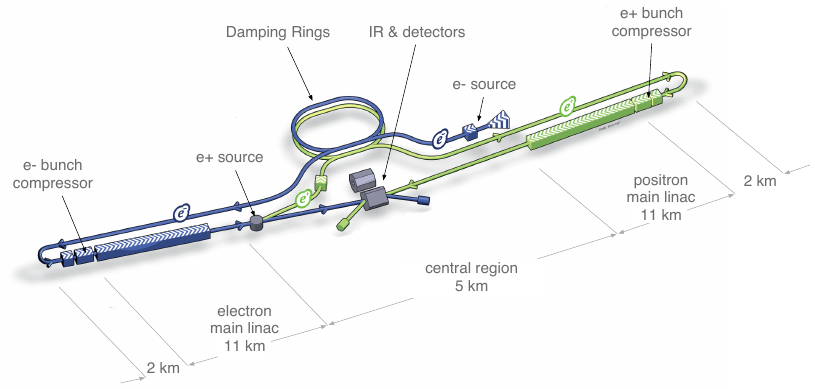 e+ bunch
compressor
Damping Rings
IR & detectors
e- source
e-
e-
e+ source
e- bunch
compressor
e-
positron
main linac
11 km
2 km
central region
5 km
electron
main linac
11 km
2 km